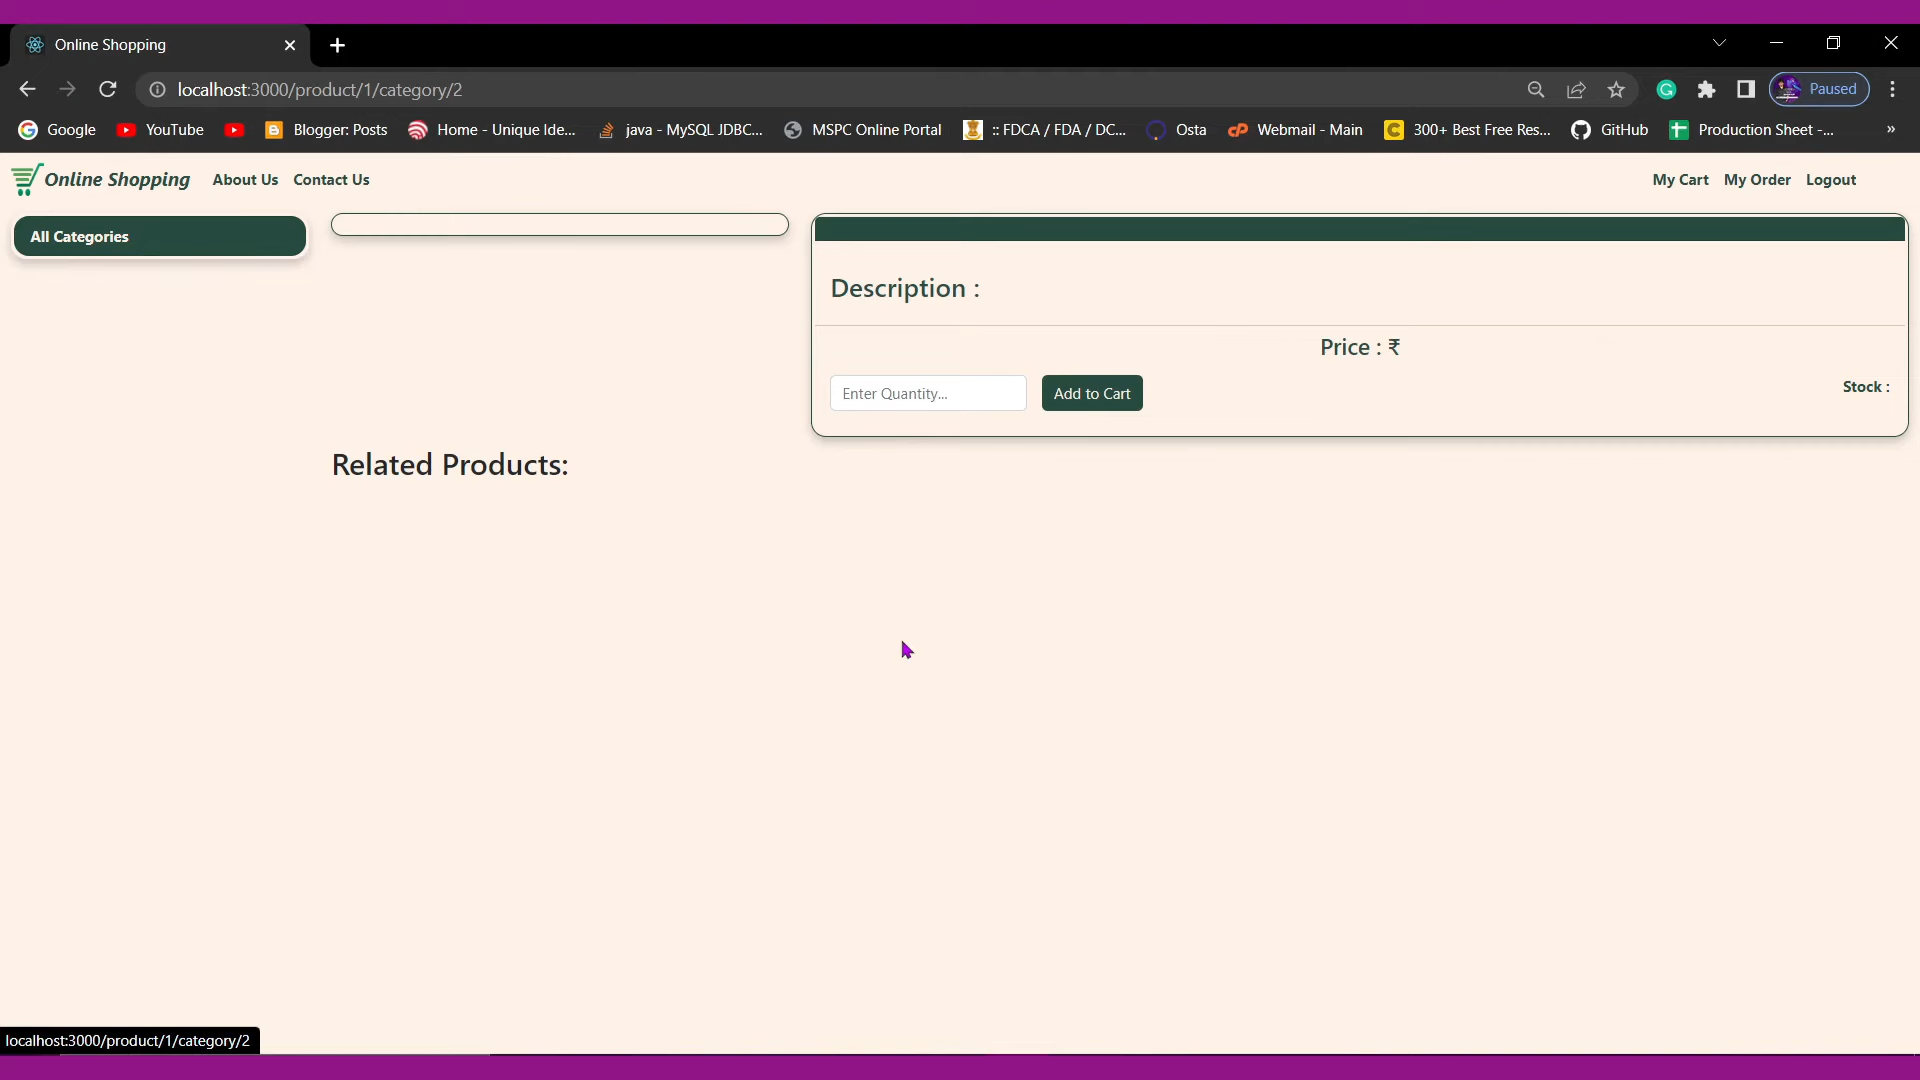 Online Shopping
localhost:3000/product/1/category/2
Paused
Google
YouTube
Blogger: Posts
Home - Unique Ide...
java - MySQL JDBC...
MSPC Online Portal
:: FDCA / FDA / DC...
Osta
Webmail - Main
300+ Best Free Res...
GitHub
Production Sheet -...
»
Online Shopping
About Us
Contact Us
My Cart
My Order
Logout
All Categories
Description :
Price : ₹
Enter Quantity...
Add to Cart
Stock :
Related Products:
localhost:3000/product/1/category/2